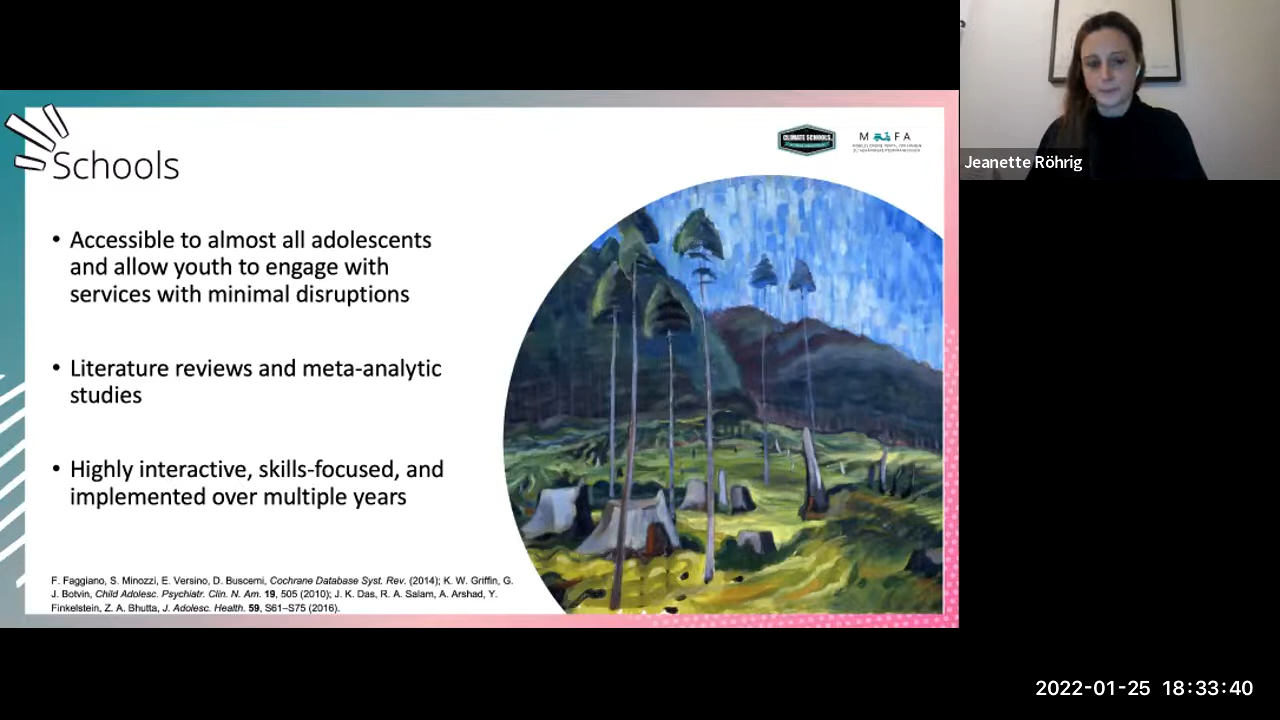 Jeanette Röhrig
CLIMATE SCHOOLS
M FA
Schools
• Accessible to almost all adolescents
and allow youth to engage with
services with minimal disruptions
• Literature reviews and meta-analytic
studies
• Highly interactive, skills-focused, and
implemented over multiple years
F. Faggiano, S. Minozzi, E. Versino, D. Buscemi, Cochrane Database Syst. Rev. (2014); K. W. Griffin, G.
J. Botvin, Child Adolesc. Psychiatr. Clin. N. Am. 19, 505 (2010); J. K. Das, R. A. Salam, A. Arshad, Y.
Finkelstein, Z. A. Bhutta, J. Adolesc. Health. 59, S61–S75 (2016).
2022-01-25 18:33:40